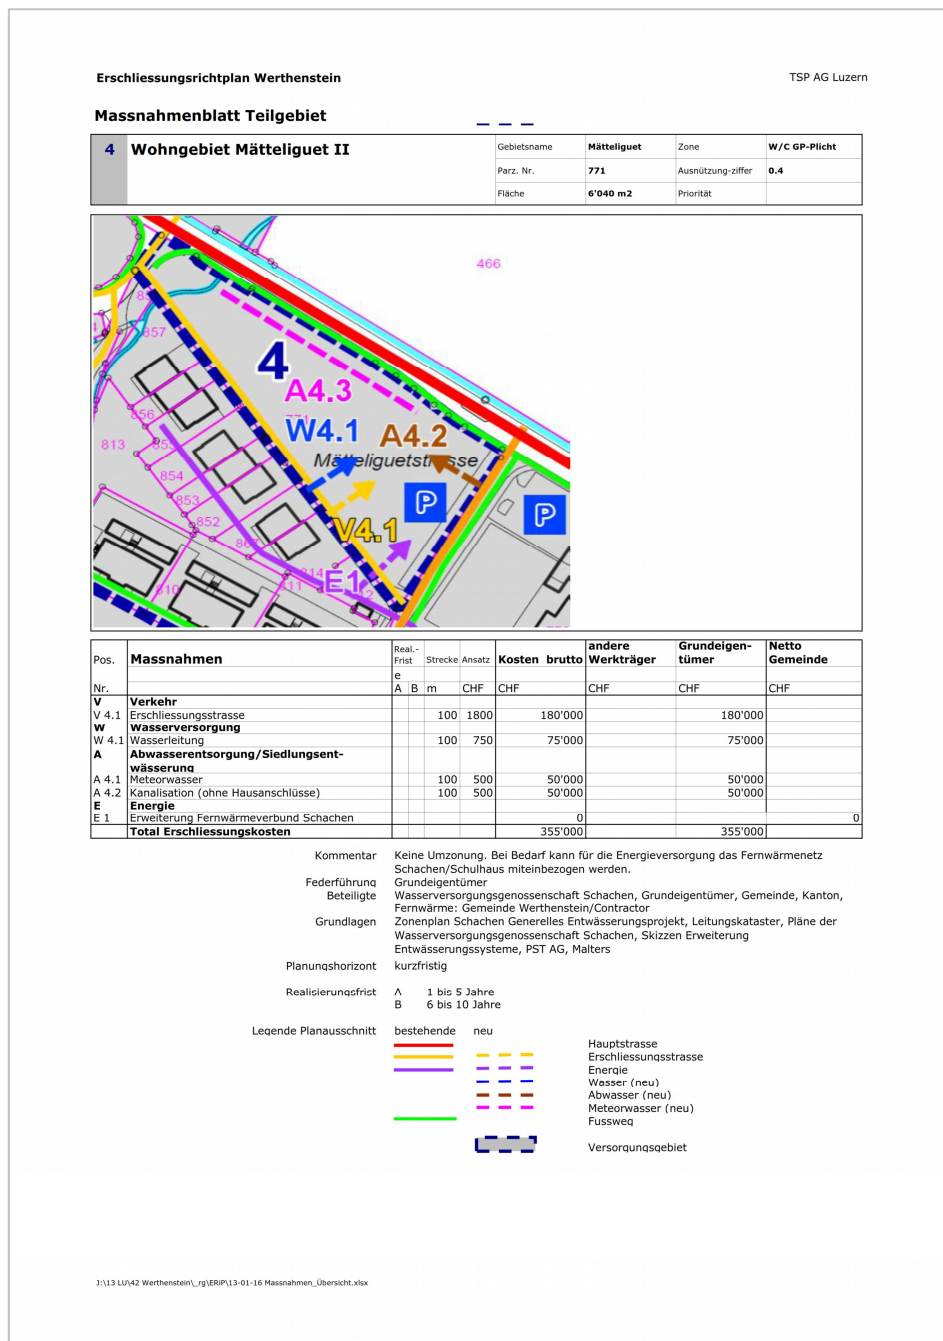 Erschliessungsrichtplan Werthenstein TSP AG Luzern
Massnahmenblatt Teilgebiet
4 Wohngebiet Mätteliguet II Gebietsname Mätteliguet Zone W/C GP-Plicht
Parz. Nr. 771 Ausnützung-ziffer 0.4
Fläche 6'040 m2 Priorität
466
857
4
A4.3
856
W4.1 A4.2
813
Mätteliguetstrasse
854
853
P P
852
V4.1
E1
814
811
810
Real.- andere Grundeigen- Netto
Pos. Massnahmen Frist Strecke Ansatz Kosten brutto Werkträger tümer Gemeinde
e
Nr. A B m CHF CHF CHF CHF CHF
V Verkehr
V 4.1 Erschliessungsstrasse 100 1800 180'000 180'000
W Wasserversorgung
W 4.1 Wasserleitung 100 750 75'000 75'000
A Abwasserentsorgung/Siedlungsent-
wässerung
A 4.1 Meteorwasser 100 500 50'000 50'000
A 4.2 Kanalisation (ohne Hausanschlüsse) 100 500 50'000 50'000
E Energie
E 1 Erweiterung Fernwärmeverbund Schachen 0 0
Total Erschliessungskosten 355'000 355'000
Kommentar Keine Umzonung. Bei Bedarf kann für die Energieversorgung das Fernwärmenetz
Schachen/Schulhaus miteinbezogen werden.
Federführung Grundeigentümer
Beteiligte Wasserversorgungsgenossenschaft Schachen, Grundeigentümer, Gemeinde, Kanton,
Fernwärme: Gemeinde Werthenstein/Contractor
Grundlagen Zonenplan Schachen Generelles Entwässerungsprojekt, Leitungskataster, Pläne der
Wasserversorgungsgenossenschaft Schachen, Skizzen Erweiterung
Entwässerungssysteme, PST AG, Malters
Planungshorizont kurzfristig
Realisierungsfrist A 1 bis 5 Jahre
B 6 bis 10 Jahre
Legende Planausschnitt bestehende neu
Hauptstrasse
Erschliessungsstrasse
Energie
Wasser (neu)
Abwasser (neu)
Meteorwasser (neu)
Fussweg
Versorgungsgebiet
J:\13 LU\42 Werthenstein\_rg\ERiP\13-01-16 Massnahmen_Übersicht.xlsx